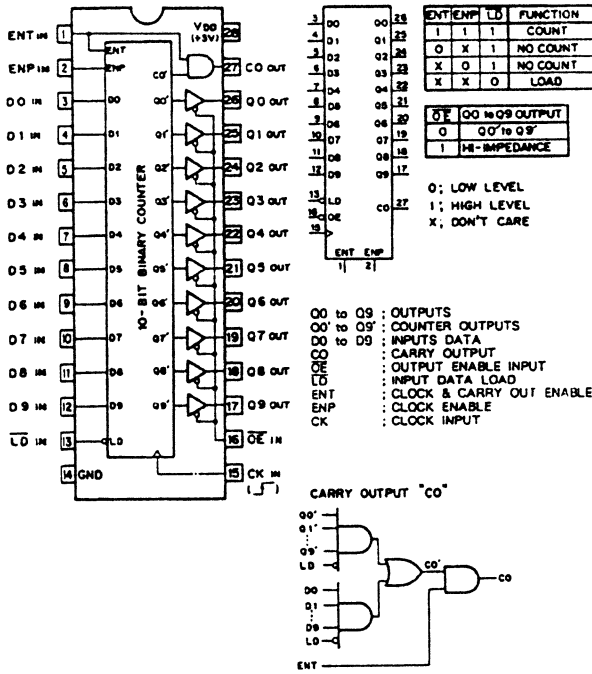 ENT IN 1
ENP IN 2
D0 IN 3
D1 IN 4
D2 IN 5
D3 IN 6
D4 IN 7
D5 IN 8
D6 IN 9
D7 IN 10
D8 IN 11
D9 IN 12
LD IN 13
14 GND
ENT
ENP
D0
D1
D2
D3
D4
D5
D6
D7
D8
D9
LD
10-BIT BINARY COUNTER
CO'
Q0'
Q1'
Q2'
Q3'
Q4'
Q5'
Q6'
Q7'
Q8'
Q9'
VDD 28
(+5V)
27 CO OUT
26 Q0 OUT
25 Q1 OUT
24 Q2 OUT
23 Q3 OUT
22 Q4 OUT
21 Q5 OUT
20 Q6 OUT
19 Q7 OUT
18 Q8 OUT
17 Q9 OUT
16 OE IN
15 CK IN
3 D0 Q0 26
4 D1 Q1 25
5 D2 Q2 24
6 D3 Q3 23
7 D4 Q4 22
8 D5 Q5 21
9 D6 Q6 20
10 D7 Q7 19
11 D8 Q8 18
12 D9 Q9 17
13 LD
16 OE CO 27
15
ENT ENP
1 2
ENT ENP LD FUNCTION
1 1 1 COUNT
0 X 1 NO COUNT
X 0 1 NO COUNT
X X 0 LOAD
OE Q0 to Q9 OUTPUT
0 Q0' to Q9'
1 HI-IMPEDANCE
0; LOW LEVEL
1; HIGH LEVEL
X; DON'T CARE
Q0 to Q9 : OUTPUTS
Q0' to Q9' : COUNTER OUTPUTS
D0 to D9 : INPUTS DATA
CO : CARRY OUTPUT
OE : OUTPUT ENABLE INPUT
LD : INPUT DATA LOAD
ENT : CLOCK & CARRY OUT ENABLE
ENP : CLOCK ENABLE
CK : CLOCK INPUT
CARRY OUTPUT "CO"
Q0'
Q1'
Q9'
LD
D0
D1
D9
LD
ENT
CO'
CO